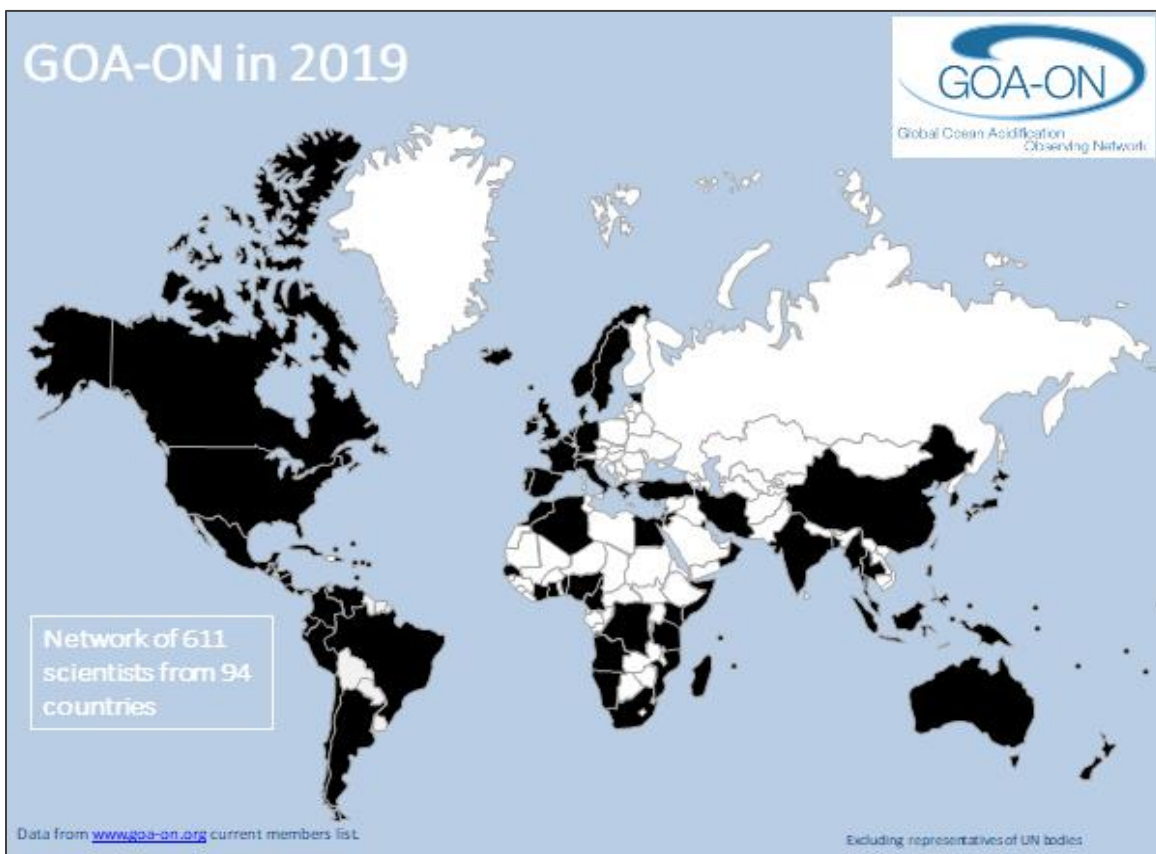 GOA-ON in 2019
GOA-ON
Global Ocean Acidification
Observing Network
Network of 611
scientists from 94
countries
Data from www.goa-on.org current members list.
Excluding representatives of UN bodies